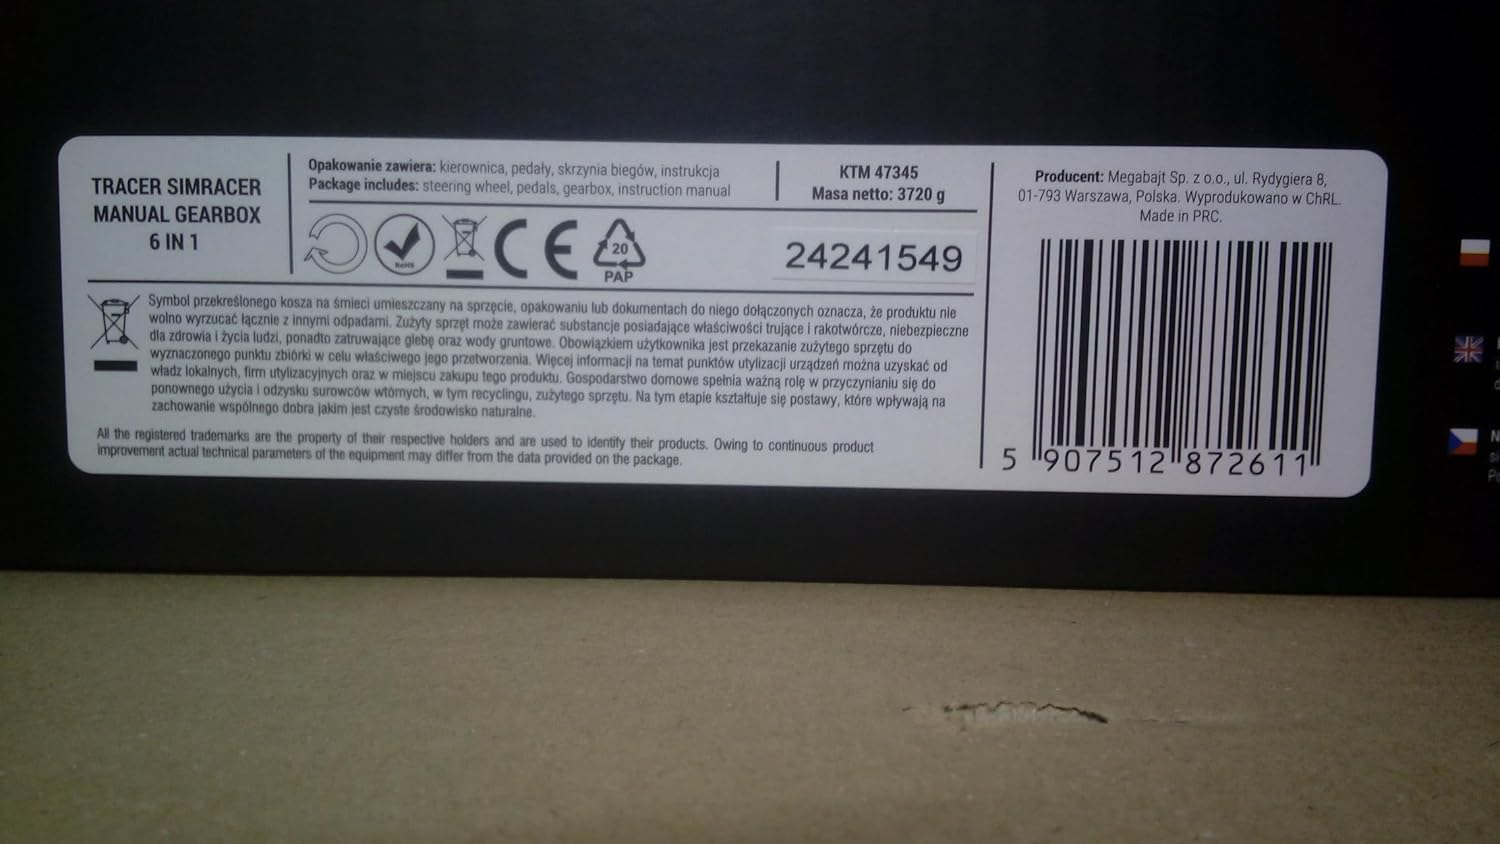 TRACER SIMRACER
MANUAL GEARBOX
6 IN 1
Opakowanie zawiera: kierownica, pedały, skrzynia biegów, instrukcja
Package includes: steering wheel, pedals, gearbox, instruction manual
KTM 47345
Masa netto: 3720 g
RoHS
CE
20
PAP
24241549
Symbol przekreślonego kosza na śmieci umieszczany na sprzęcie, opakowaniu lub dokumentach do niego dołączonych oznacza, że produktu nie
wolno wyrzucać łącznie z innymi odpadami. Zużyty sprzęt może zawierać substancje posiadające właściwości trujące i rakotwórcze, niebezpieczne
dla zdrowia i życia ludzi, ponadto zatruwające glebę oraz wody gruntowe. Obowiązkiem użytkownika jest przekazanie zużytego sprzętu do
wyznaczonego punktu zbiórki w celu właściwego jego przetworzenia. Więcej informacji na temat punktów utylizacji urządzeń można uzyskać od
władz lokalnych, firm utylizacyjnych oraz w miejscu zakupu tego produktu. Gospodarstwo domowe spełnia ważną rolę w przyczynianiu się do
ponownego użycia i odzysku surowców wtórnych, w tym recyclingu, zużytego sprzętu. Na tym etapie kształtuje się postawy, które wpływają na
zachowanie wspólnego dobra jakim jest czyste środowisko naturalne.
All the registered trademarks are the property of their respective holders and are used to identify their products. Owing to continuous product
improvement actual technical parameters of the equipment may differ from the data provided on the package.
Producent: Megabajt Sp. z o.o., ul. Rydygiera 8,
01-793 Warszawa, Polska. Wyprodukowano w ChRL.
Made in PRC.
5 907512 872611